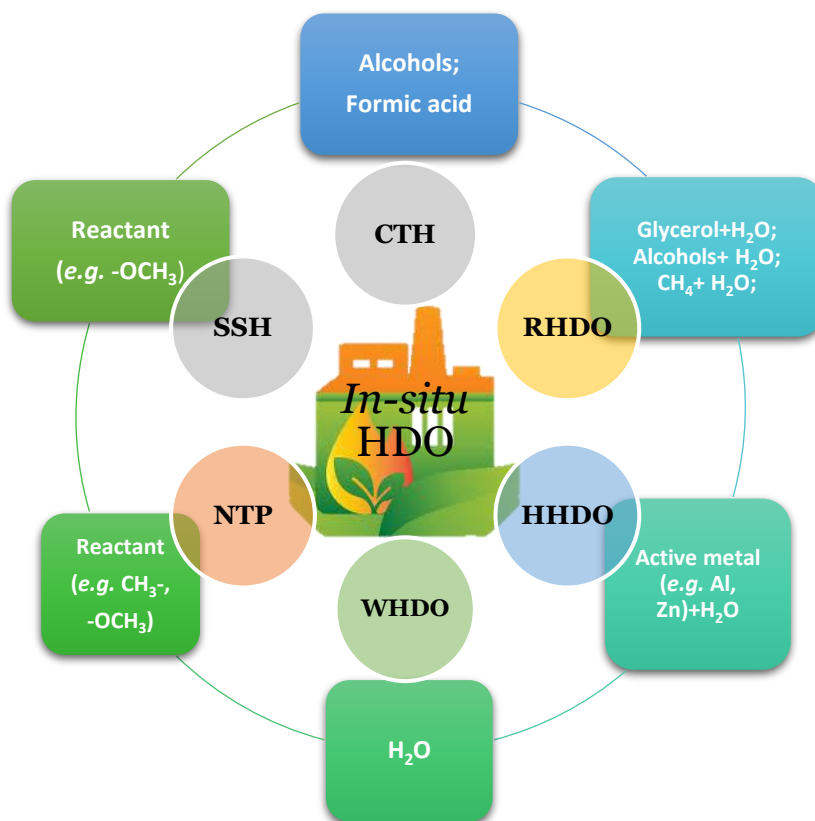 Alcohols;
Formic acid
CTH
Glycerol+H₂O;
Alcohols+ H₂O;
CH₄+ H₂O;
RHDO
Active metal
(e.g. Al,
Zn)+H₂O
HHDO
H₂O
WHDO
Reactant
(e.g. CH₃-,
-OCH₃)
NTP
Reactant
(e.g. -OCH₃)
SSH
In-situ
HDO